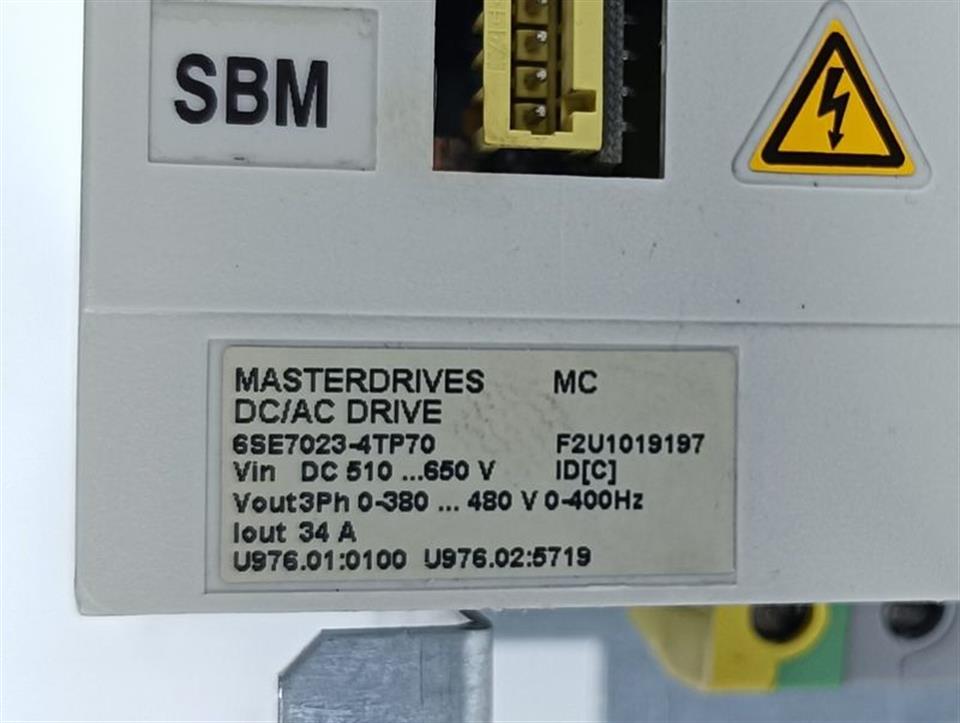 SBM
MASTERDRIVES MC
DC/AC DRIVE
6SE7023-4TP70 F2U1019197
Vin DC 510 ...650 V ID[C]
Vout3Ph 0-380 ... 480 V 0-400Hz
Iout 34 A
U976.01:0100 U976.02:5719